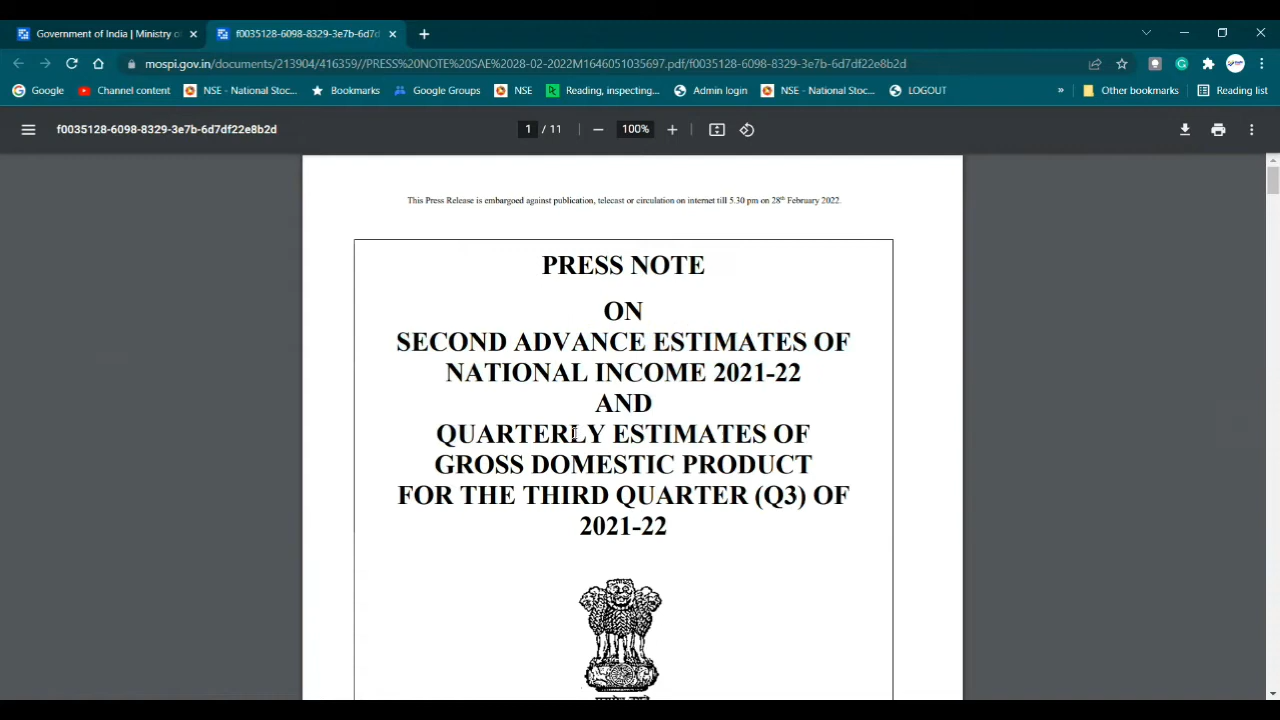 Government of India | Ministry o
f0035128-6098-8329-3e7b-6d7d
mospi.gov.in/documents/213904/416359//PRESS%20NOTE%20SAE%2028-02-2022M1646051035697.pdf/f0035128-6098-8329-3e7b-6d7df22e8b2d
Google Channel content NSE - National Stoc... Bookmarks Google Groups NSE Reading, inspecting... Admin login NSE - National Stoc... LOGOUT » Other bookmarks Reading list
f0035128-6098-8329-3e7b-6d7df22e8b2d 1 / 11 100%
This Press Release is embargoed against publication, telecast or circulation on internet till 5.30 pm on 28th February 2022.
PRESS NOTE
ON
SECOND ADVANCE ESTIMATES OF
NATIONAL INCOME 2021-22
AND
QUARTERLY ESTIMATES OF
GROSS DOMESTIC PRODUCT
FOR THE THIRD QUARTER (Q3) OF
2021-22